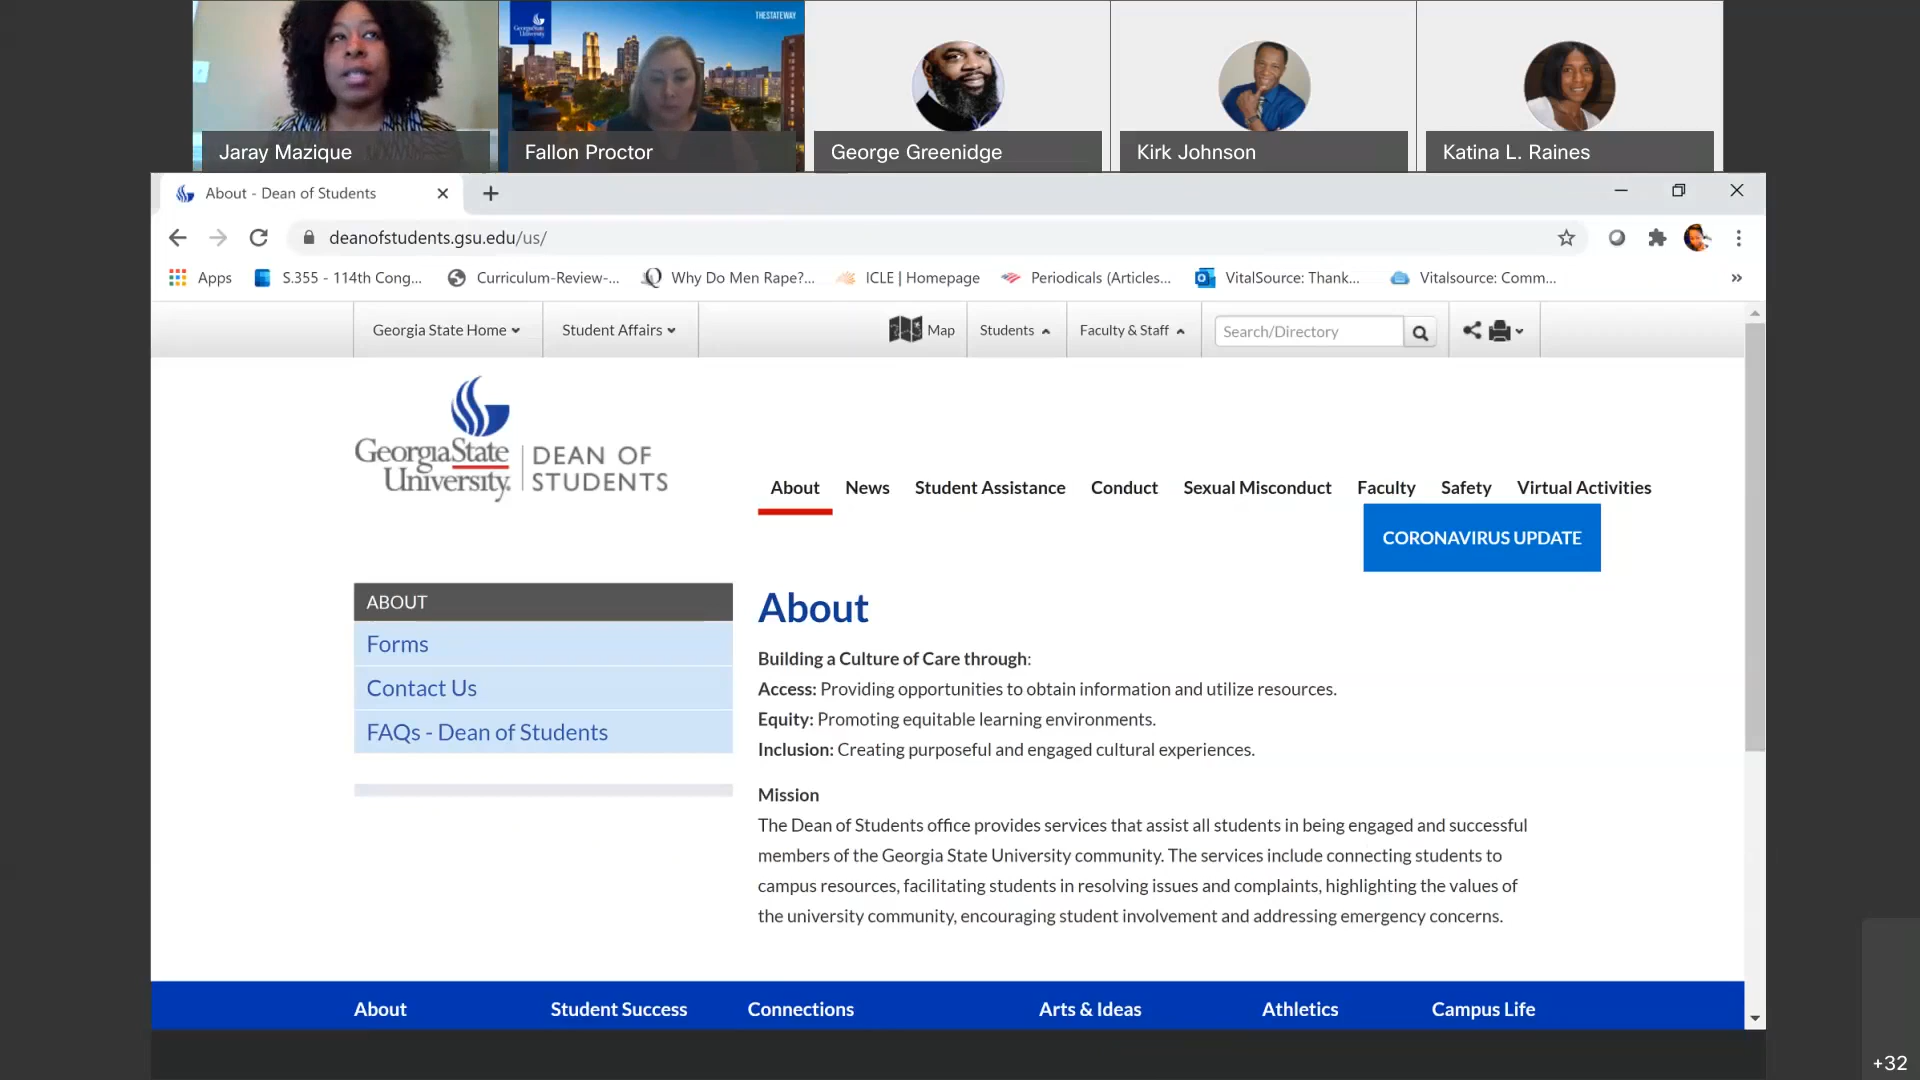 GeorgiaState
University
THESTATEWAY
Jaray Mazique
Fallon Proctor
George Greenidge
Kirk Johnson
Katina L. Raines
About - Dean of Students
deanofstudents.gsu.edu/us/
Apps
S.355 - 114th Cong...
Curriculum-Review-...
Why Do Men Rape?...
ICLE | Homepage
Periodicals (Articles...
VitalSource: Thank...
Vitalsource: Comm...
»
Georgia State Home
Student Affairs
Map
Students
Faculty & Staff
Search/Directory
GeorgiaState
University.
DEAN OF
STUDENTS
About
News
Student Assistance
Conduct
Sexual Misconduct
Faculty
Safety
Virtual Activities
CORONAVIRUS UPDATE
ABOUT
Forms
Contact Us
FAQs - Dean of Students
About
Building a Culture of Care through:
Access: Providing opportunities to obtain information and utilize resources.
Equity: Promoting equitable learning environments.
Inclusion: Creating purposeful and engaged cultural experiences.
Mission
The Dean of Students office provides services that assist all students in being engaged and successful
members of the Georgia State University community. The services include connecting students to
campus resources, facilitating students in resolving issues and complaints, highlighting the values of
the university community, encouraging student involvement and addressing emergency concerns.
About
Student Success
Connections
Arts & Ideas
Athletics
Campus Life
+32